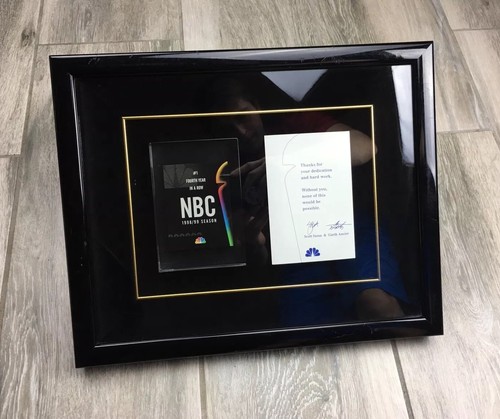 #1
FOURTH YEAR
IN A ROW
NBC
1998/99 SEASON
Thanks for
your dedication
and hard work.
Without you,
none of this
would be
possible.